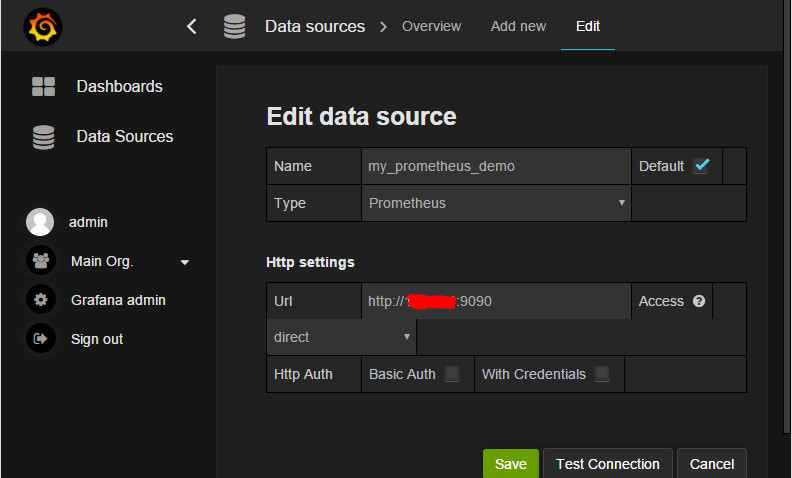 Data sources > Overview Add new Edit
Dashboards
Data Sources
admin
Main Org.
Grafana admin
Sign out
Edit data source
Name my_prometheus_demo Default
Type Prometheus
Http settings
Url http:// :9090 Access
direct
Http Auth Basic Auth With Credentials
Save Test Connection Cancel